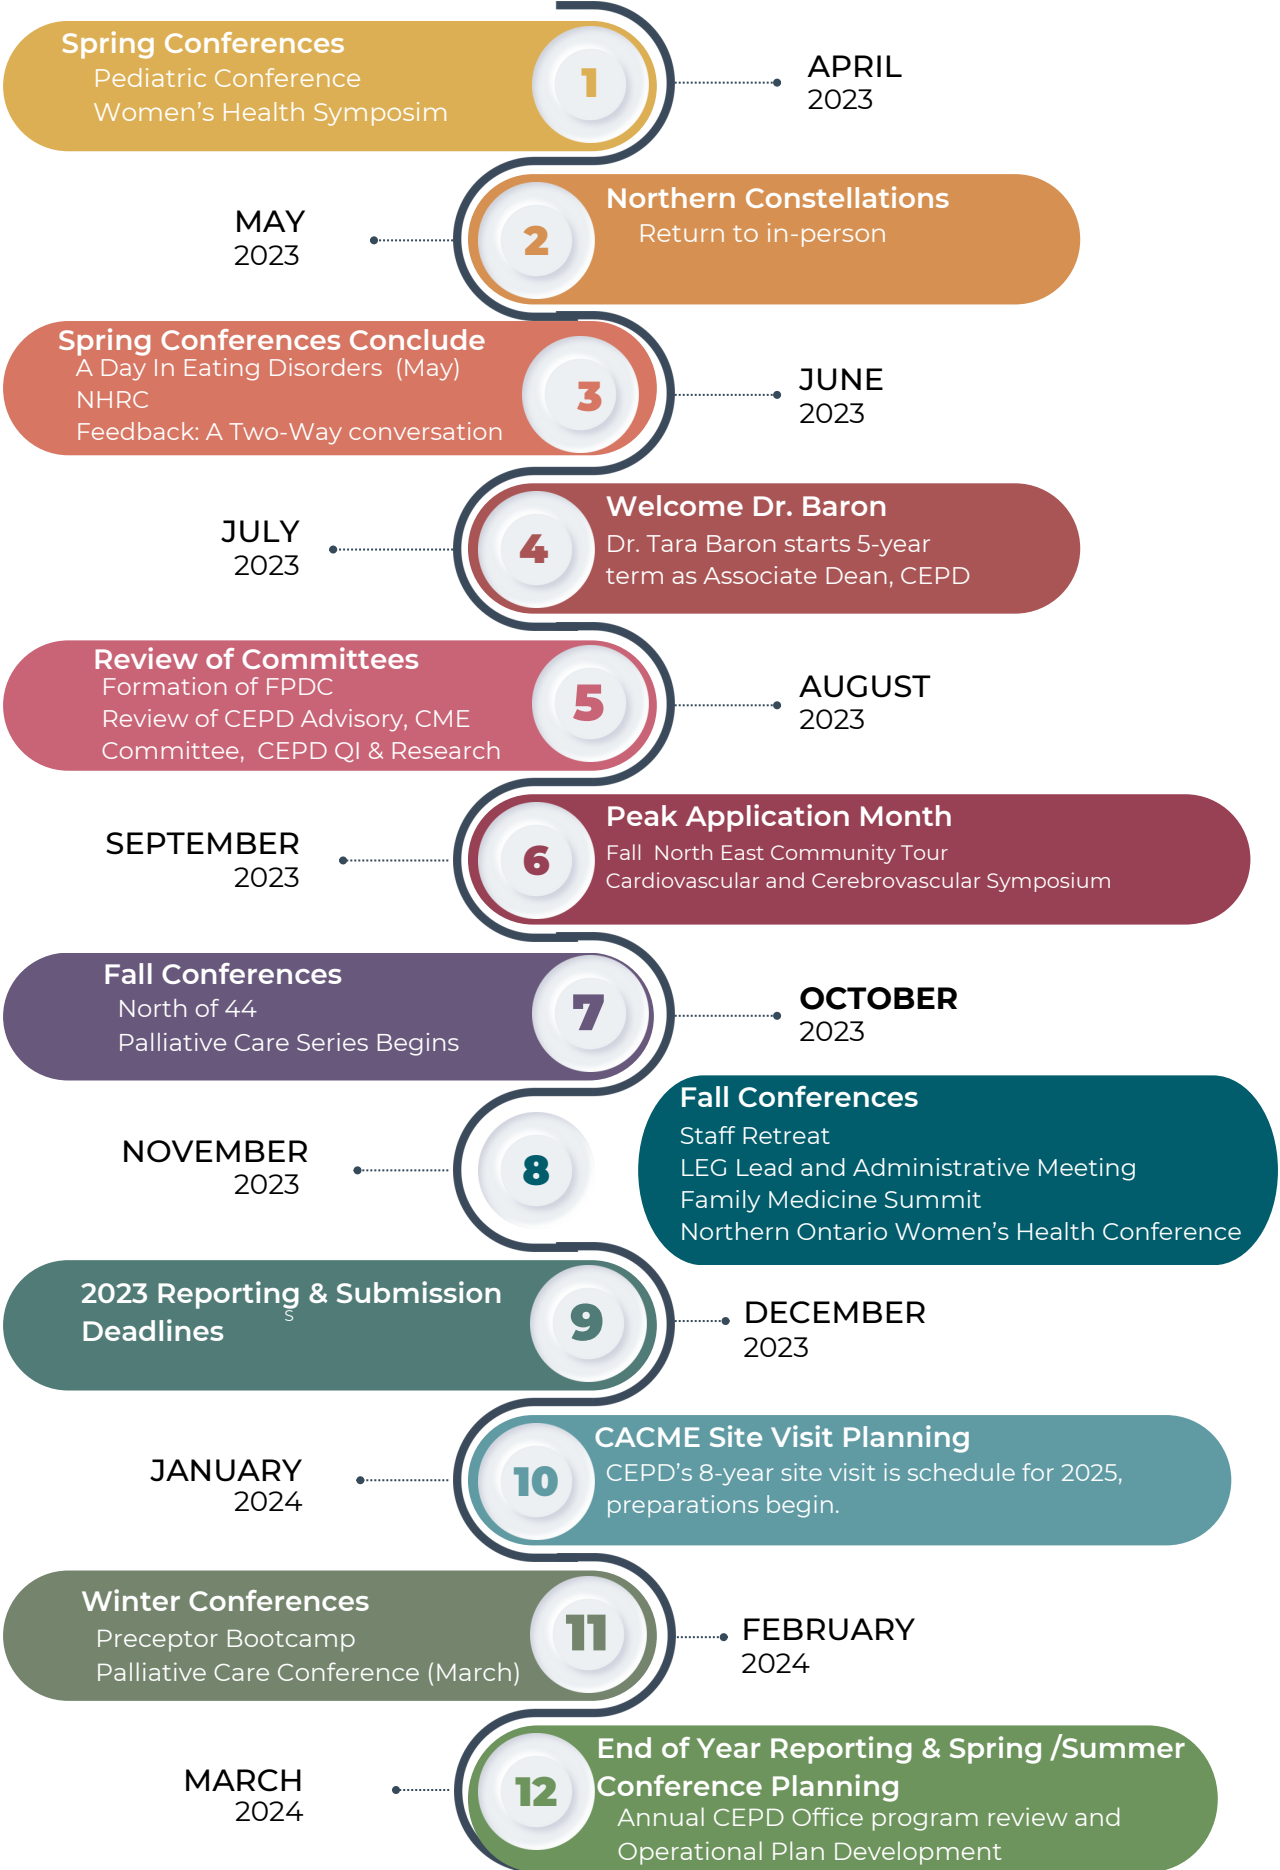 Spring Conferences
Pediatric Conference
Women's Health Symposim
1
APRIL
2023
MAY
2023
2
Northern Constellations
Return to in-person
Spring Conferences Conclude
A Day In Eating Disorders  (May)
NHRC
Feedback: A Two-Way conversation
3
JUNE
2023
JULY
2023
4
Welcome Dr. Baron
Dr. Tara Baron starts 5-year
term as Associate Dean, CEPD
Review of Committees
Formation of FPDC
Review of CEPD Advisory, CME
Committee,  CEPD QI & Research
5
AUGUST
2023
SEPTEMBER
2023
6
Peak Application Month
Fall  North East Community Tour
Cardiovascular and Cerebrovascular Symposium
Fall Conferences
North of 44
Palliative Care Series Begins
7
OCTOBER
2023
NOVEMBER
2023
8
Fall Conferences
Staff Retreat
LEG Lead and Administrative Meeting
Family Medicine Summit
Northern Ontario Women's Health Conference
2023 Reporting & Submission
s
Deadlines
9
DECEMBER
2023
JANUARY
2024
10
CACME Site Visit Planning
CEPD's 8-year site visit is schedule for 2025,
preparations begin.
Winter Conferences
Preceptor Bootcamp
Palliative Care Conference (March)
11
FEBRUARY
2024
MARCH
2024
12
End of Year Reporting & Spring /Summer
Conference Planning
Annual CEPD Office program review and
Operational Plan Development